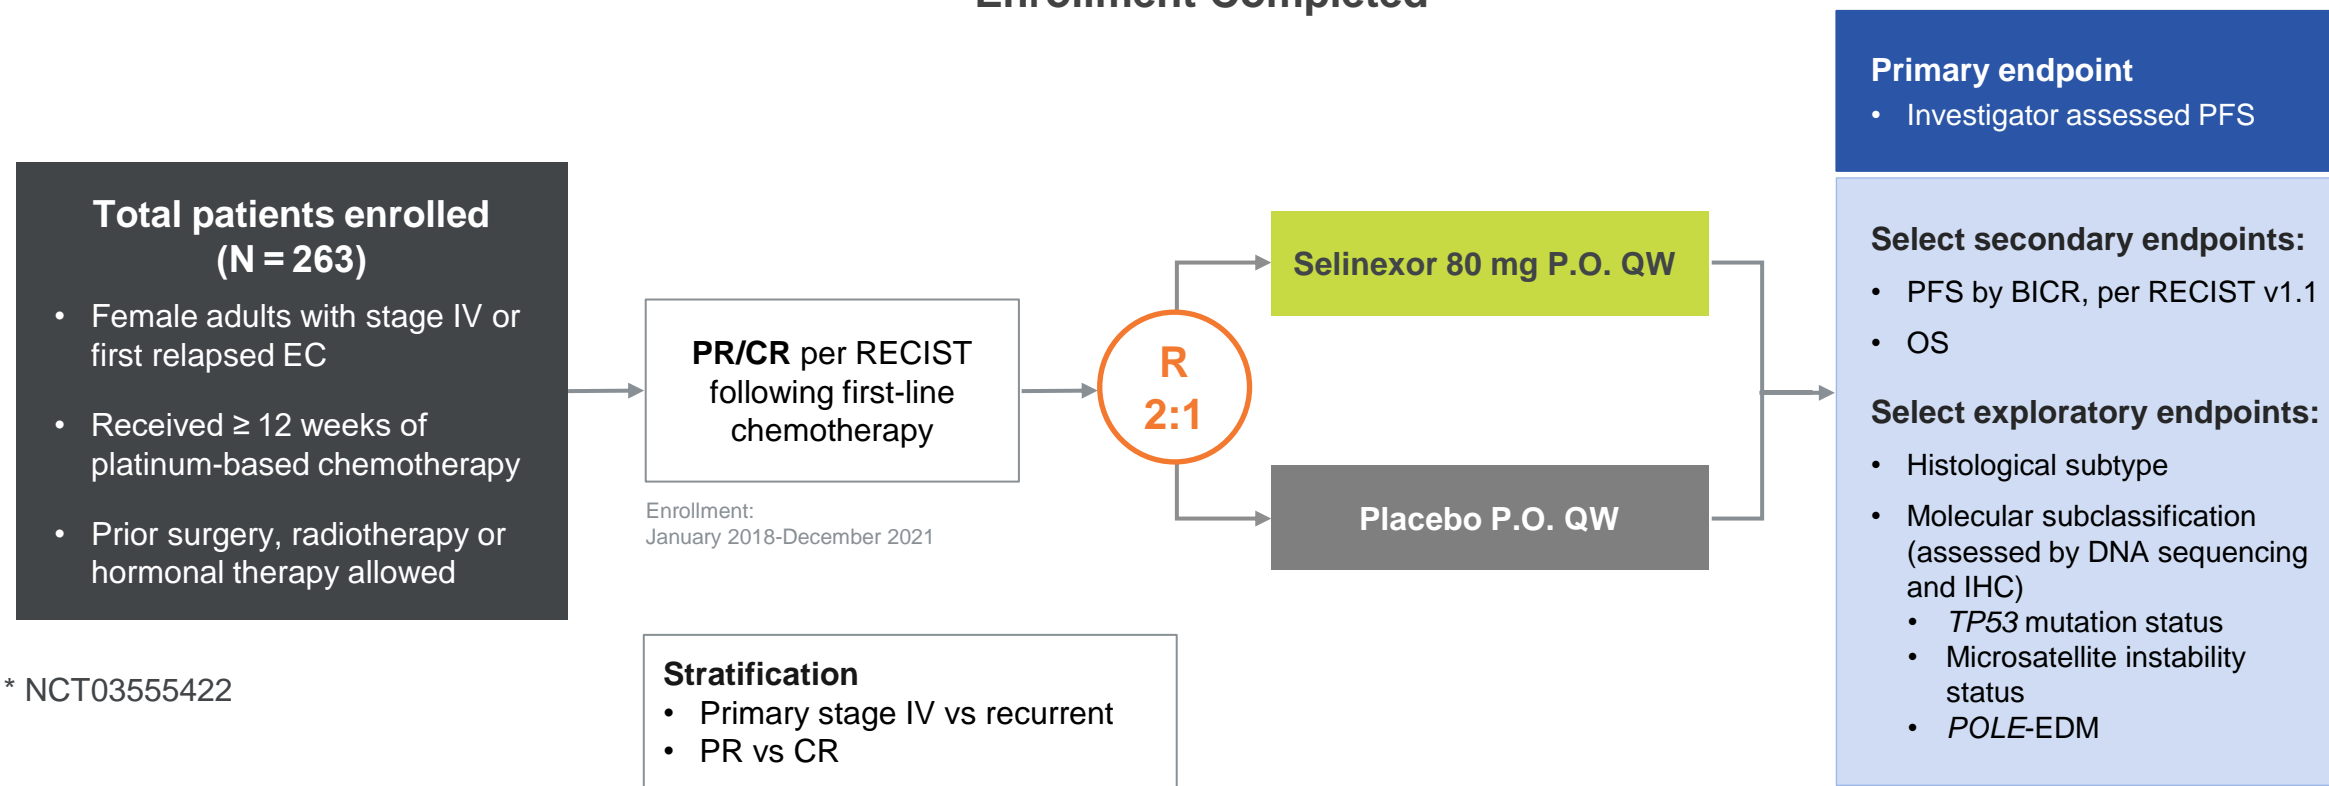 Enrollment Completed
Total patients enrolled
(N = 263)
• Female adults with stage IV or
first relapsed EC
• Received ≥ 12 weeks of
platinum-based chemotherapy
• Prior surgery, radiotherapy or
hormonal therapy allowed
* NCT03555422
PR/CR per RECIST
following first-line
chemotherapy
Enrollment:
January 2018-December 2021
Stratification
• Primary stage IV vs recurrent
• PR vs CR
R
2:1
Selinexor 80 mg P.O. QW
Placebo P.O. QW
Primary endpoint
• Investigator assessed PFS
Select secondary endpoints:
• PFS by BICR, per RECIST v1.1
• OS
Select exploratory endpoints:
• Histological subtype
• Molecular subclassification
(assessed by DNA sequencing
and IHC)
• TP53 mutation status
• Microsatellite instability
status
• POLE-EDM